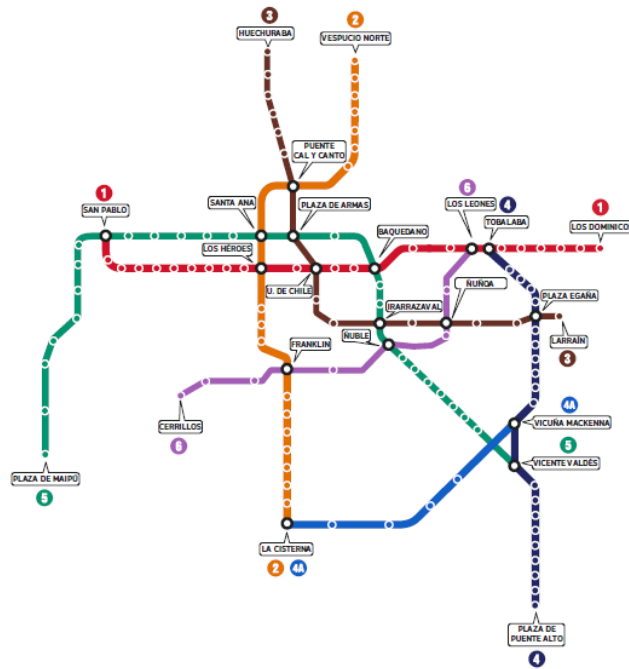 3
HUECHURABA
2
VESPUCIO NORTE
PUENTE
CAL Y CANTO
6
LOS LEONES
4
TOBALABA
1
LOS DOMINICO
1
SAN PABLO
SANTA ANA
PLAZA DE ARMAS
BAQUEDANO
LOS HÉROES
U. DE CHILE
IRARRAZAVAL
ÑUÑOA
PLAZA EGAÑA
ÑUBLE
LARRAÍN
3
FRANKLIN
CERRILLOS
6
4A
VICUÑA MACKENNA
5
VICENTE VALDÉS
PLAZA DE MAIPÚ
5
LA CISTERNA
2 4A
PLAZA DE
PUENTE ALTO
4